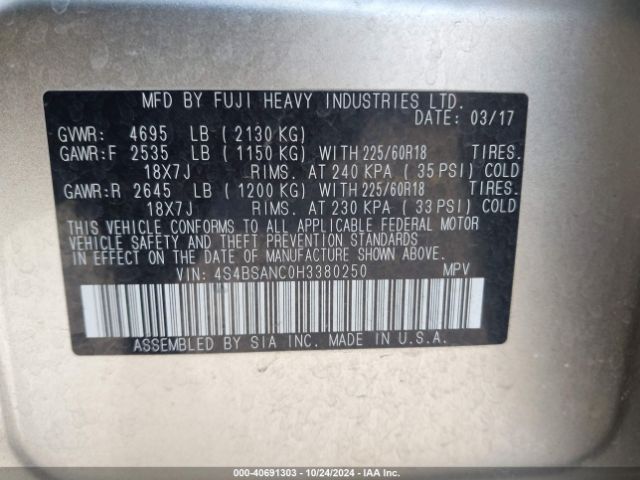 MFD BY FUJI HEAVY INDUSTRIES LTD.
DATE: 03/17
GVWR: 4695 LB (2130 KG)
GAWR:F 2535 LB (1150 KG) WITH 225/60R18 TIRES.
18X7J RIMS. AT 240 KPA (35 PSI) COLD
GAWR:R 2645 LB (1200 KG) WITH 225/60R18 TIRES.
18X7J RIMS. AT 230 KPA (33 PSI) COLD
THIS VEHICLE CONFORMS TO ALL APPLICABLE FEDERAL MOTOR
VEHICLE SAFETY AND THEFT PREVENTION STANDARDS
IN EFFECT ON THE DATE OF MANUFACTURE SHOWN ABOVE.
VIN: 4S4BSANC0H3380250 MPV
ASSEMBLED BY SIA INC. MADE IN U.S.A.
000-40691303 | 10/24/2024 | IAA Inc.